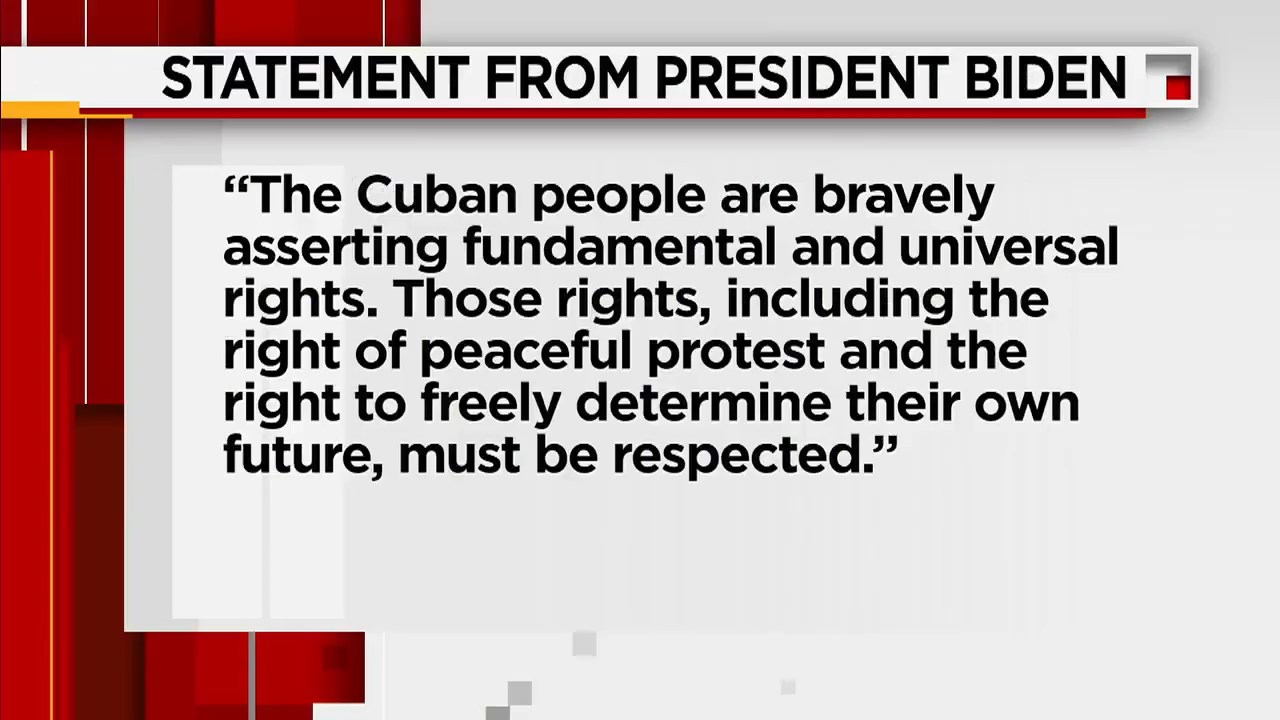 STATEMENT FROM PRESIDENT BIDEN
“The Cuban people are bravely
asserting fundamental and universal
rights. Those rights, including the
right of peaceful protest and the
right to freely determine their own
future, must be respected.”